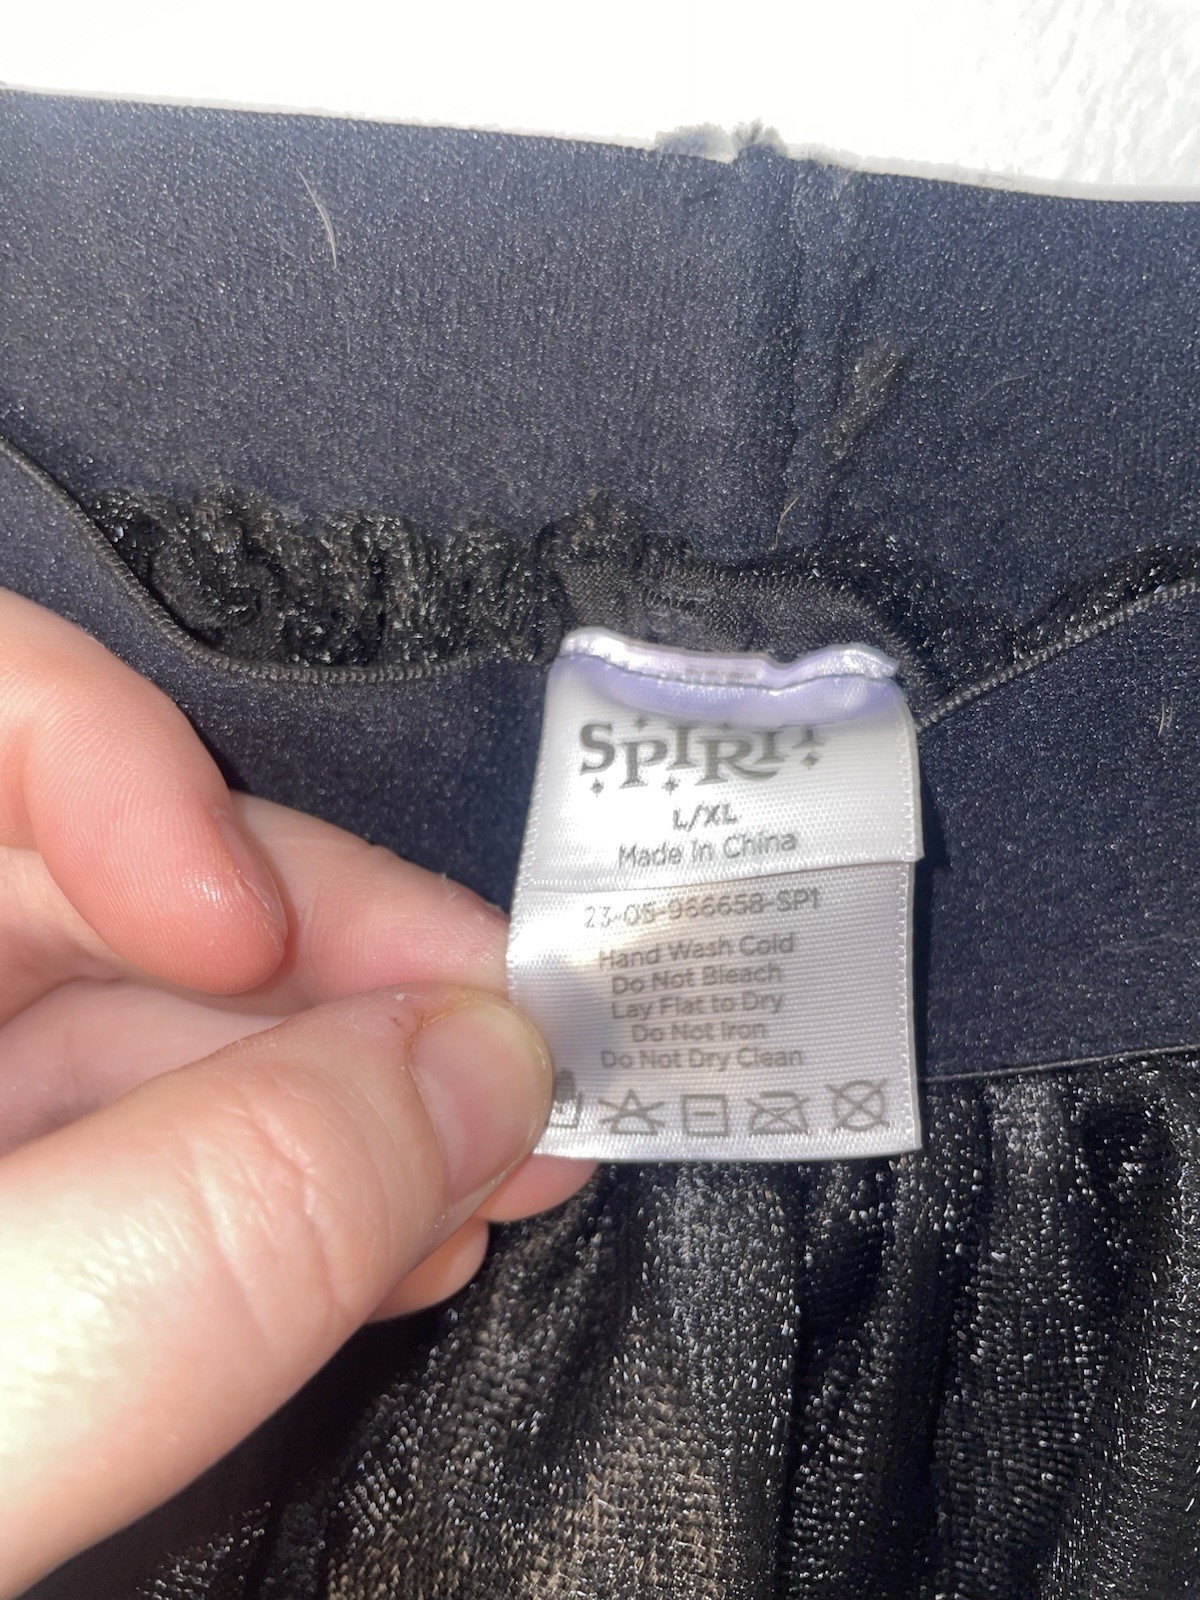 SPIRIT
L/XL
Made In China
23-05-966658-SP1
Hand Wash Cold
Do Not Bleach
Lay Flat to Dry
Do Not Iron
Do Not Dry Clean